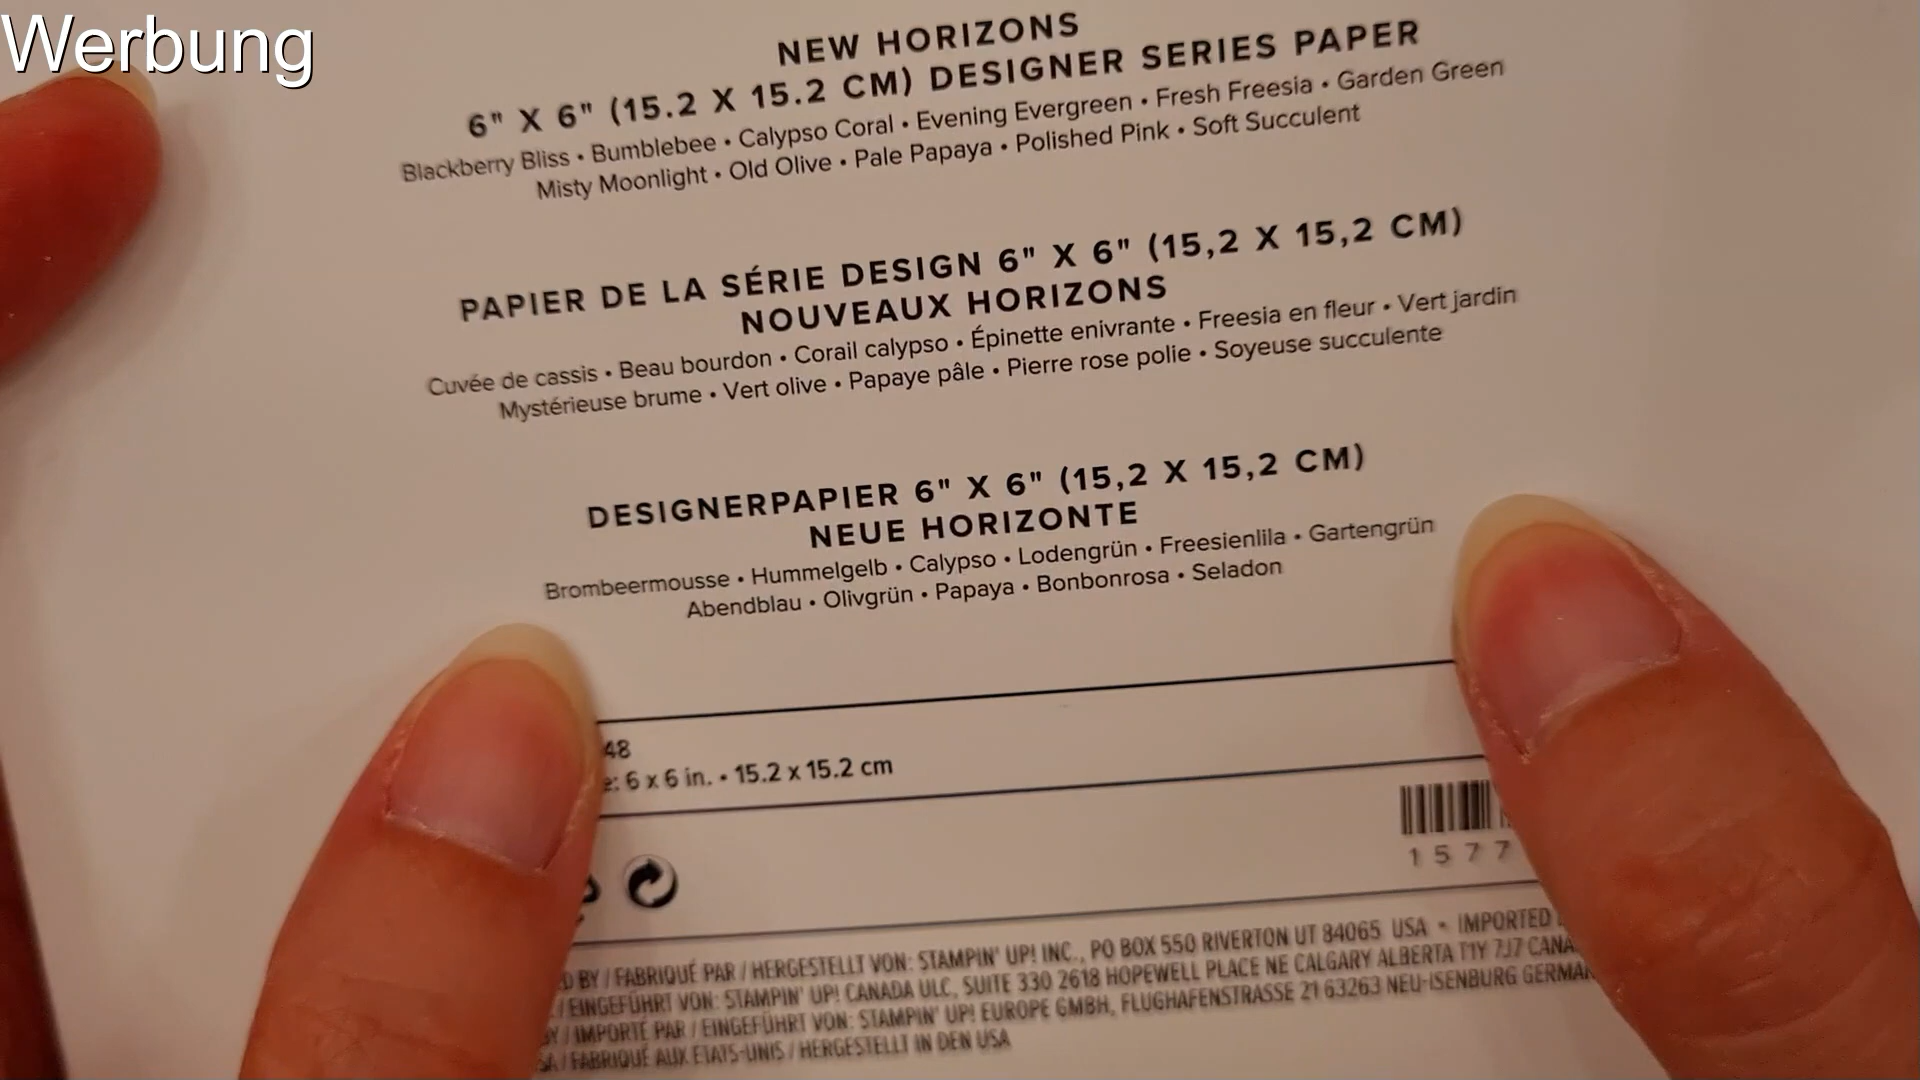 Werbung
NEW HORIZONS
6" X 6" (15.2 X 15.2 CM) DESIGNER SERIES PAPER
Blackberry Bliss • Bumblebee • Calypso Coral • Evening Evergreen • Fresh Freesia • Garden Green
Misty Moonlight • Old Olive • Pale Papaya • Polished Pink • Soft Succulent
PAPIER DE LA SÉRIE DESIGN 6" X 6" (15,2 X 15,2 CM)
NOUVEAUX HORIZONS
Cuvée de cassis • Beau bourdon • Corail calypso • Épinette enivrante • Freesia en fleur • Vert jardin
Mystérieuse brume • Vert olive • Papaye pâle • Pierre rose polie • Soyeuse succulente
DESIGNERPAPIER 6" X 6" (15,2 X 15,2 CM)
NEUE HORIZONTE
Brombeermousse • Hummelgelb • Calypso • Lodengrün • Freesienlila • Gartengrün
Abendblau • Olivgrün • Papaya • Bonbonrosa • Seladon
48
: 6 x 6 in. • 15.2 x 15.2 cm
1577
BY / FABRIQUÉ PAR / HERGESTELLT VON: STAMPIN' UP! INC., PO BOX 550 RIVERTON UT 84065 USA • IMPORTED
/ EINGEFÜHRT VON: STAMPIN' UP! CANADA ULC, SUITE 330 2618 HOPEWELL PLACE NE CALGARY ALBERTA T1Y 7J7 CANA
BY / IMPORTÉ PAR / EINGEFÜHRT VON: STAMPIN' UP! EUROPE GMBH, FLUGHAFENSTRASSE 21 63263 NEU-ISENBURG GERMA
/ FABRIQUÉ AUX ÉTATS-UNIS / HERGESTELLT IN DEN USA